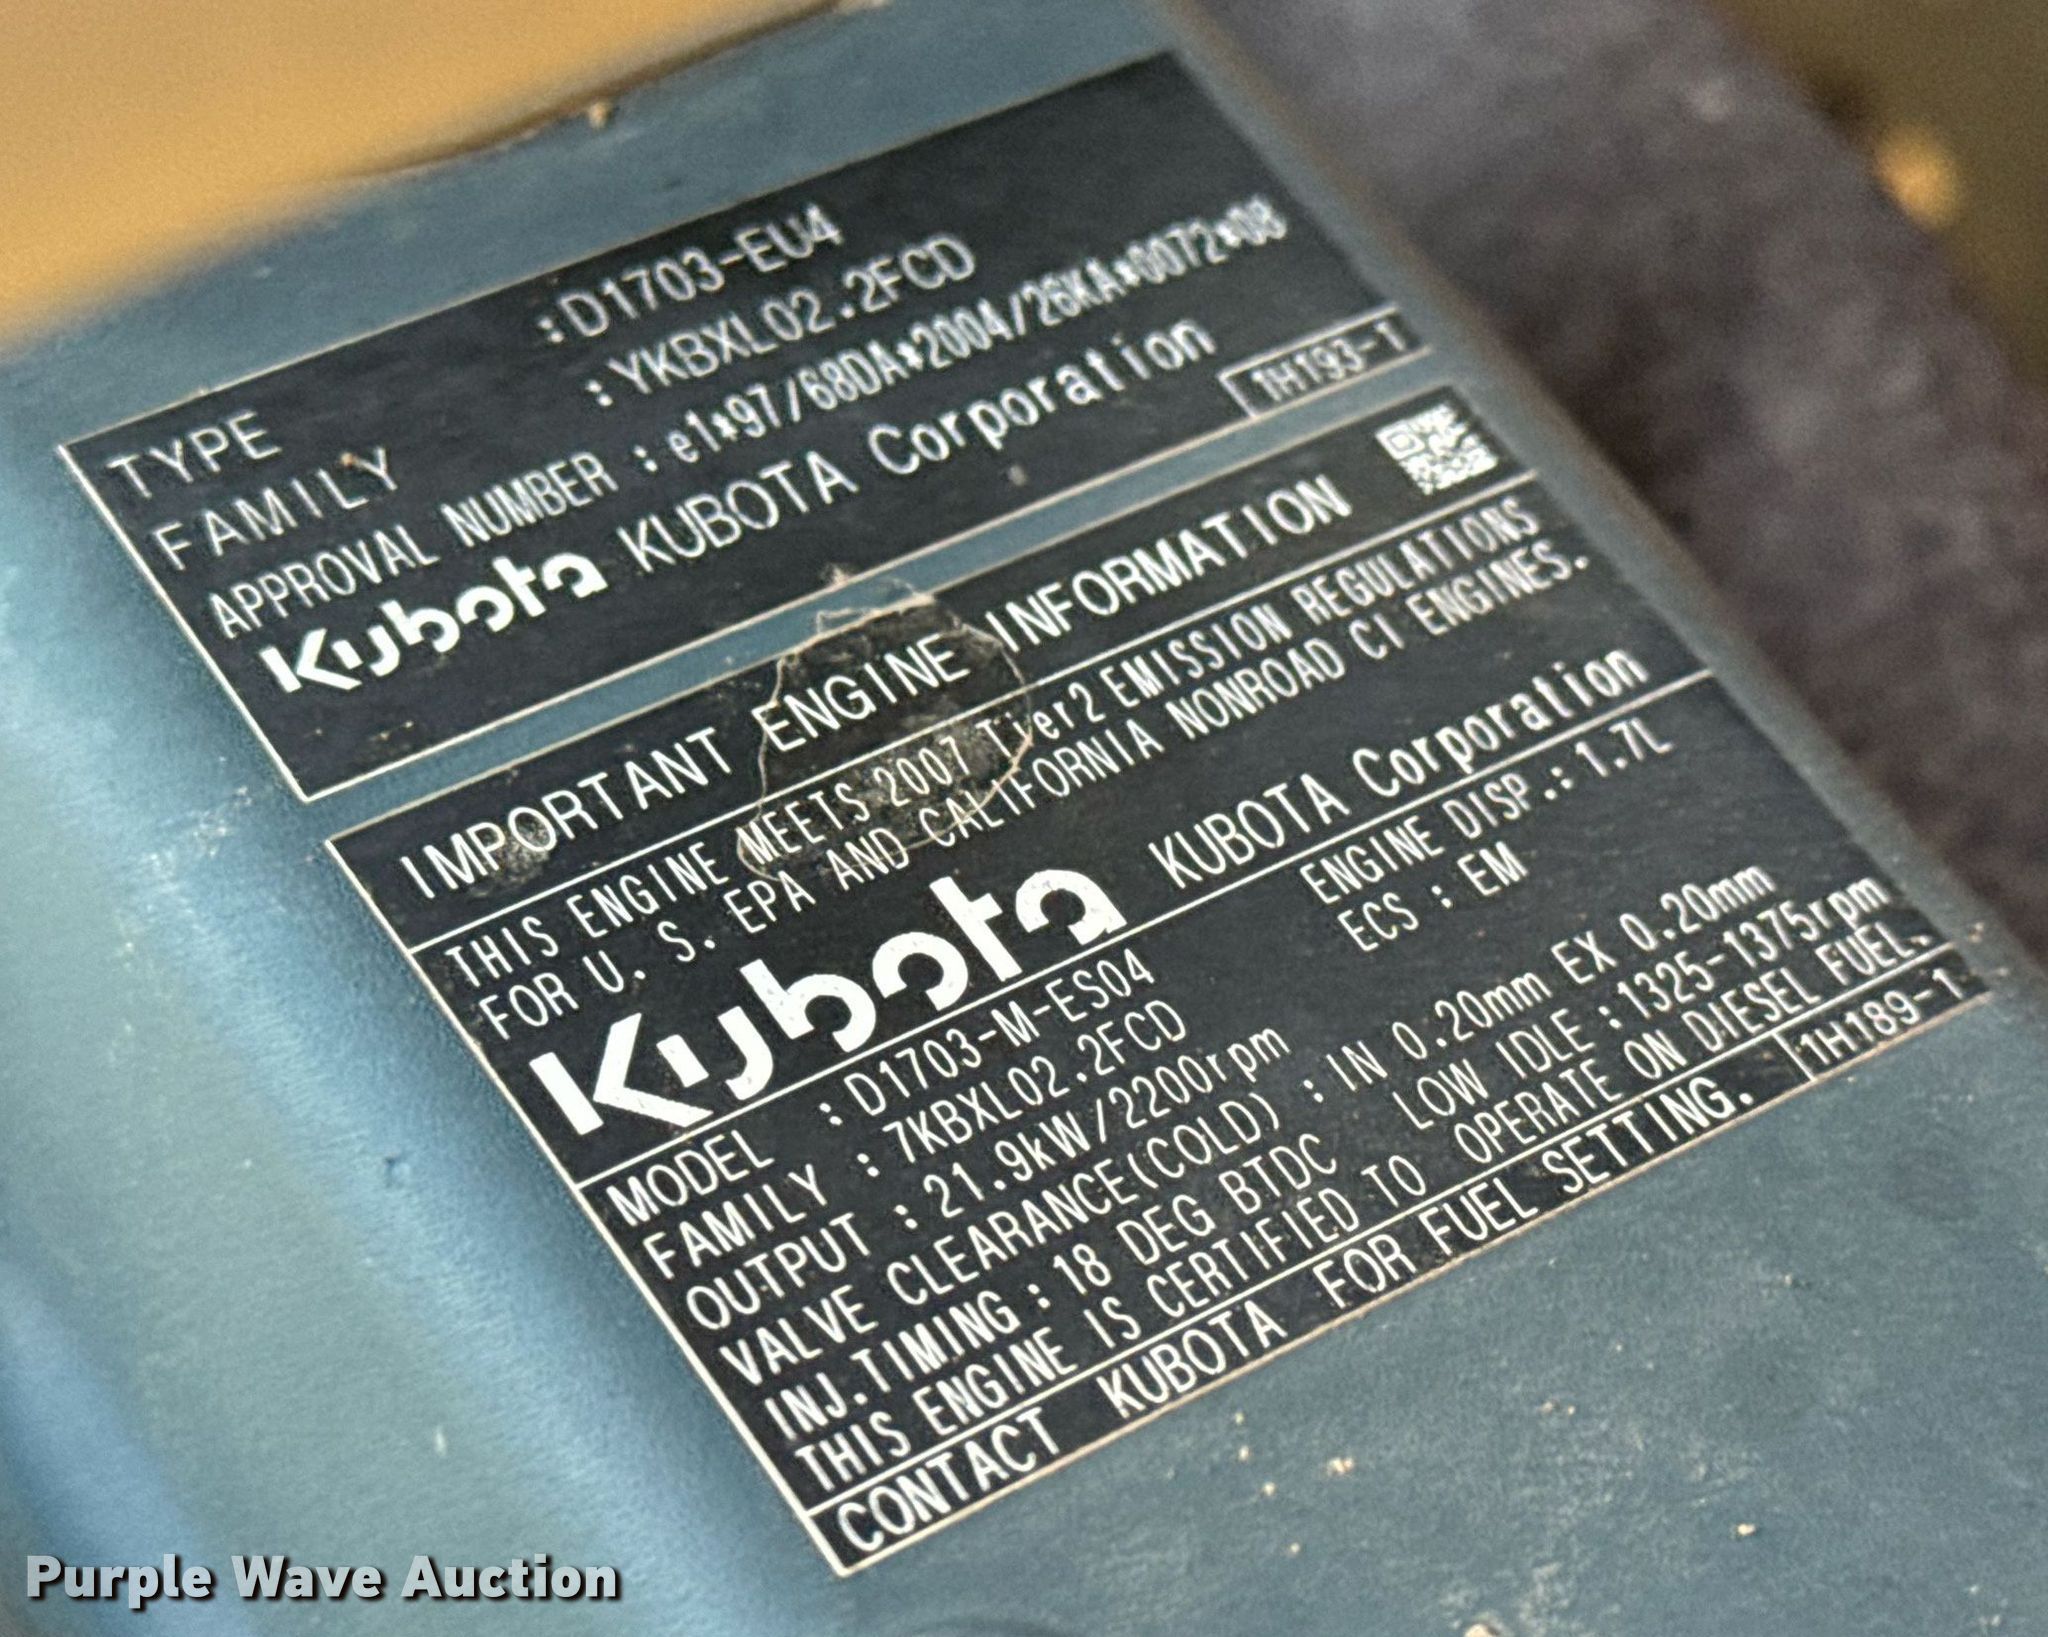 TYPE :D1703-EU4
FAMILY : YKBXL02.2FCD
APPROVAL NUMBER : e1*97/68DA*2004/26KA*0072*08
Kubota KUBOTA Corporation
1H193-1
IMPORTANT ENGINE INFORMATION
THIS ENGINE MEETS 2007 Tier2 EMISSION REGULATIONS
FOR U. S. EPA AND CALIFORNIA NONROAD CI ENGINES.
Kubota KUBOTA Corporation
MODEL : D1703-M-ES04 ENGINE DISP.: 1.7L
FAMILY : 7KBXL02.2FCD ECS : EM
OUTPUT : 21.9kW/2200rpm
VALVE CLEARANCE(COLD) : IN 0.20mm EX 0.20mm
INJ.TIMING : 18 DEG BTDC LOW IDLE : 1325-1375rpm
THIS ENGINE IS CERTIFIED TO OPERATE ON DIESEL FUEL.
CONTACT KUBOTA FOR FUEL SETTING. 1H189-1
Purple Wave Auction